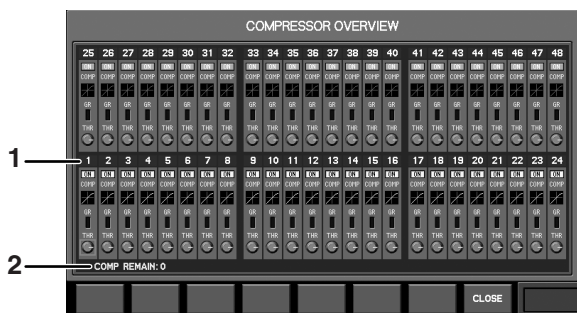 COMPRESSOR OVERVIEW
25 26 27 28 29 30 31 32 33 34 35 36 37 38 39 40 41 42 43 44 45 46 47 48
ON ON ON ON ON ON ON ON ON ON ON ON ON ON ON ON ON ON ON ON ON ON ON ON
COMP COMP COMP COMP COMP COMP COMP COMP COMP COMP COMP COMP COMP COMP COMP COMP COMP COMP COMP COMP COMP COMP COMP COMP
GR GR GR GR GR GR GR GR GR GR GR GR GR GR GR GR GR GR GR GR GR GR GR GR
THR THR THR THR THR THR THR THR THR THR THR THR THR THR THR THR THR THR THR THR THR THR THR THR
1 1 2 3 4 5 6 7 8 9 10 11 12 13 14 15 16 17 18 19 20 21 22 23 24
ON ON ON ON ON ON ON ON ON ON ON ON ON ON ON ON ON ON ON ON ON ON ON ON
COMP COMP COMP COMP COMP COMP COMP COMP COMP COMP COMP COMP COMP COMP COMP COMP COMP COMP COMP COMP COMP COMP COMP COMP
GR GR GR GR GR GR GR GR GR GR GR GR GR GR GR GR GR GR GR GR GR GR GR GR
THR THR THR THR THR THR THR THR THR THR THR THR THR THR THR THR THR THR THR THR THR THR THR THR
2 COMP REMAIN: 0
CLOSE